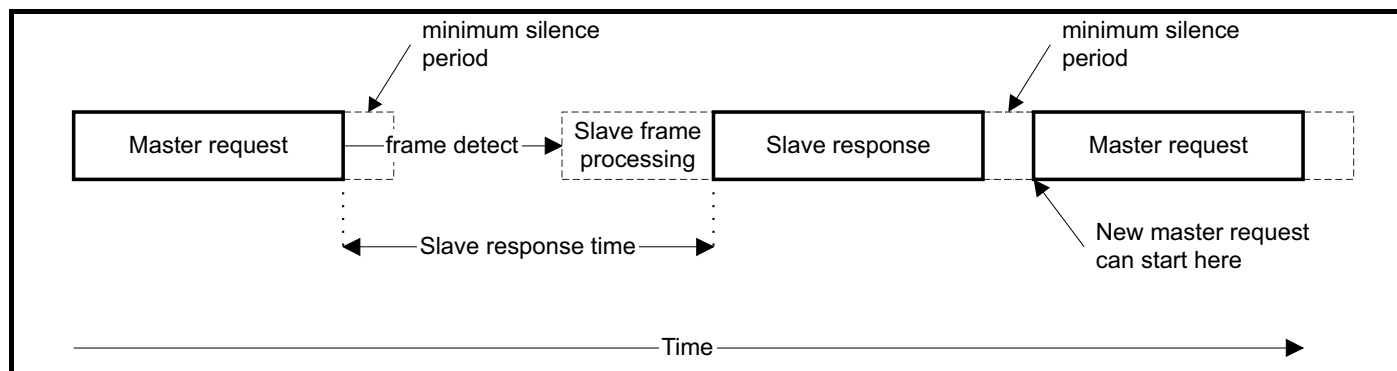 minimum silence
period
minimum silence
period
Master request
frame detect
Slave frame
processing
Slave response
Master request
Slave response time
New master request
can start here
Time